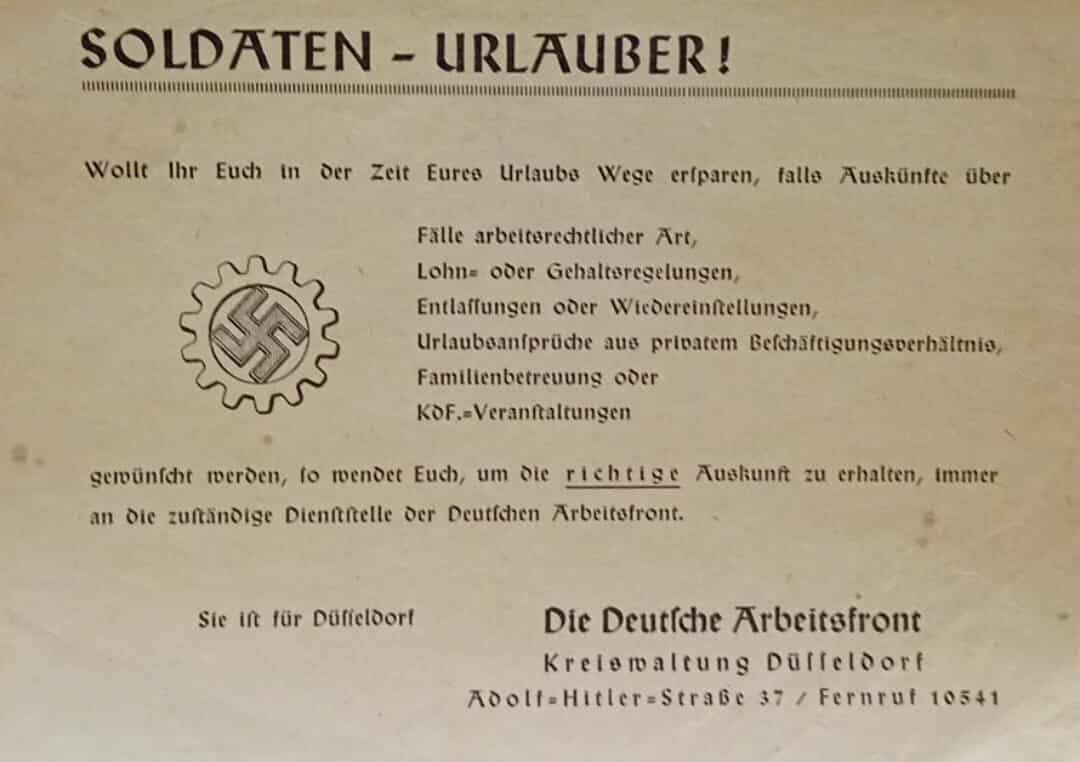 SOLDATEN - URLAUBER!
Wollt Ihr Euch in der Zeit Eures Urlaubs Wege erſparen, falls Auskünfte über
Fälle arbeitsrechtlicher Art,
Lohn= oder Gehaltsregelungen,
Entlaſſungen oder Wiedereinſtellungen,
Urlaubsanſprüche aus privatem Beſchäftigungsverhältnis,
Familienbetreuung oder
KdF.=Veranſtaltungen
gewünſcht werden, ſo wendet Euch, um die richtige Auskunft zu erhalten, immer
an die zuſtändige Dienſtſtelle der Deutſchen Arbeitsfront.
Sie iſt für Düſſeldorf
Die Deutſche Arbeitsfront
Kreiswaltung Düſſeldorf
Adolf=Hitler=Straße 37 / Fernruf 10541